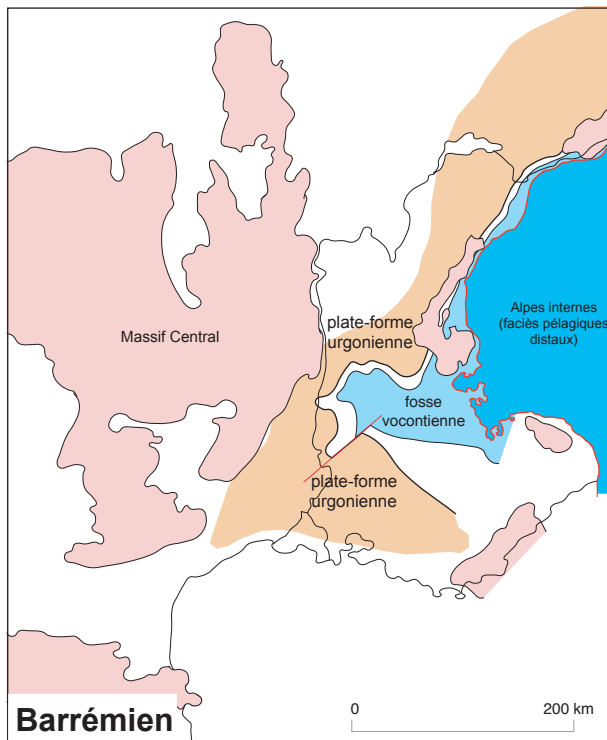 Massif Central
plate-forme
urgonienne
Alpes internes
(faciès pélagiques
distaux)
fosse
vocontienne
plate-forme
urgonienne
Barrémien
0
200 km